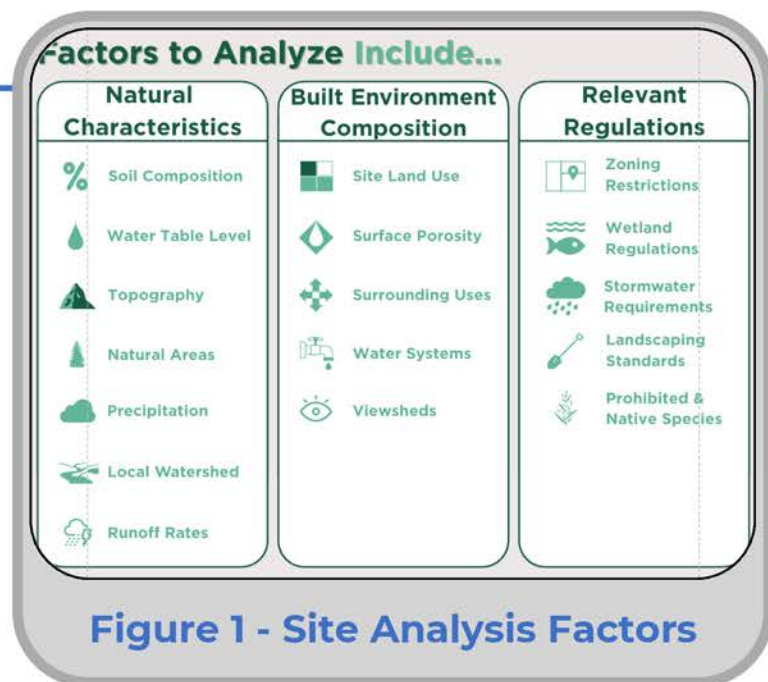 Factors to Analyze Include...
Natural
Characteristics
Soil Composition
Water Table Level
Topography
Natural Areas
Precipitation
Local Watershed
Runoff Rates
Built Environment
Composition
Site Land Use
Surface Porosity
Surrounding Uses
Water Systems
Viewsheds
Relevant
Regulations
Zoning
Restrictions
Wetland
Regulations
Stormwater
Requirements
Landscaping
Standards
Prohibited &
Native Species
Figure 1 - Site Analysis Factors